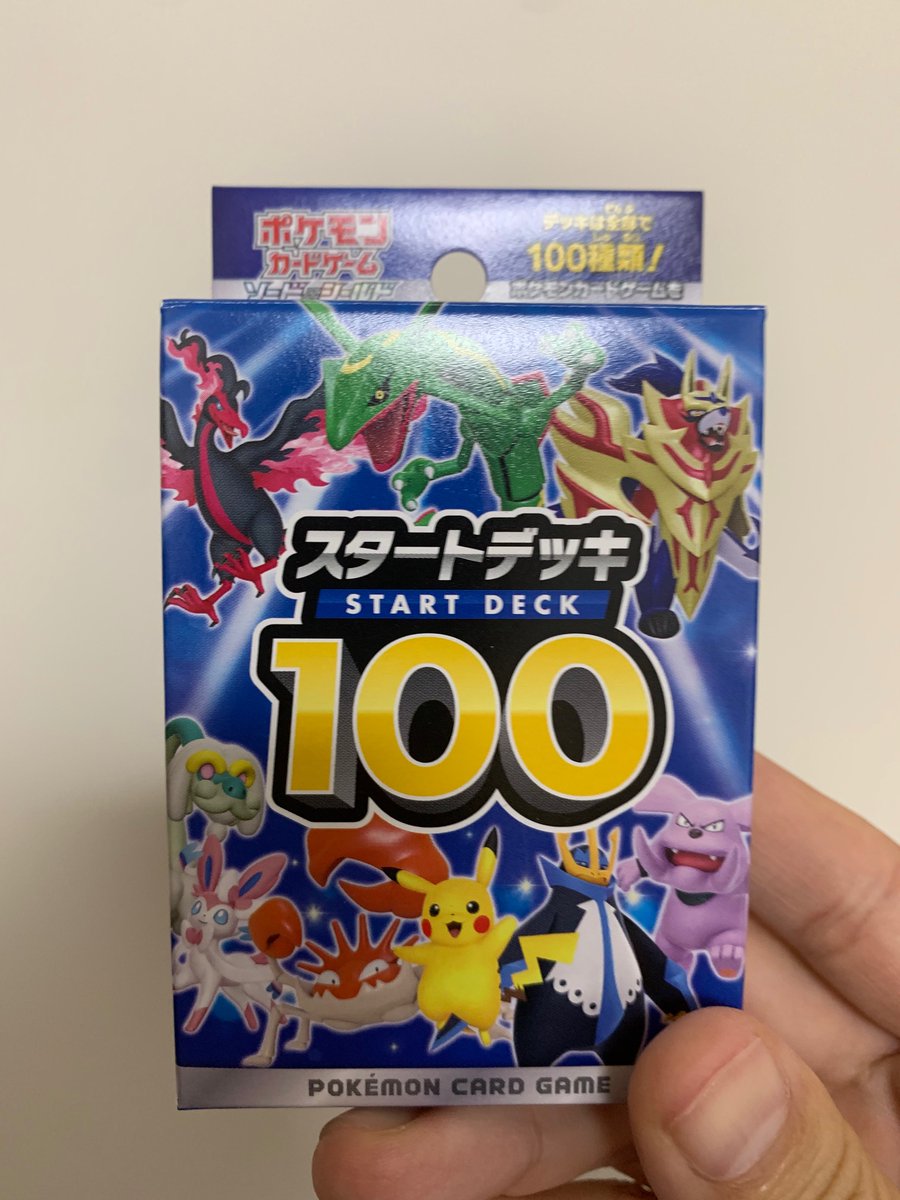 ポケモン
カードゲーム
ソード&シールド
デッキは全部で
100種類!
ポケモンカードゲームを
スタートデッキ
START DECK
100
POKÉMON CARD GAME